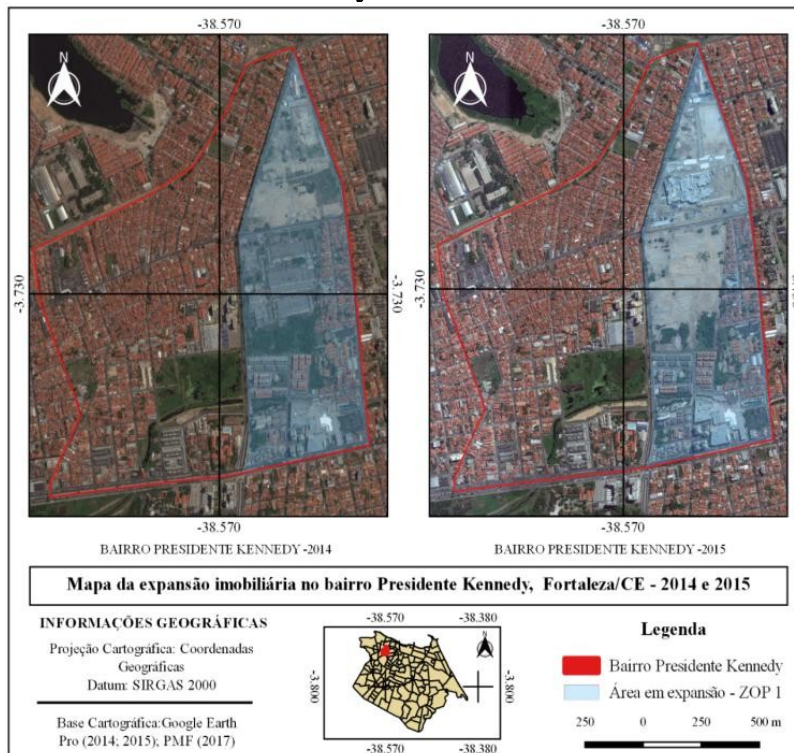 -38.570
-38.570
N
N
-3.730
-3.730
-3.730
-38.570
-38.570
BAIRRO PRESIDENTE KENNEDY -2014
BAIRRO PRESIDENTE KENNEDY -2015
Mapa da expansão imobiliária no bairro Presidente Kennedy, Fortaleza/CE - 2014 e 2015
INFORMAÇÕES GEOGRÁFICAS
Projeção Cartográfica: Coordenadas
Geográficas
Datum: SIRGAS 2000
Base Cartográfica:Google Earth
Pro (2014; 2015); PMF (2017)
-38.570
-38.380
N
-3.800
-3.800
-38.570
-38.380
Legenda
Bairro Presidente Kennedy
Área em expansão - ZOP 1
250
0
250
500 m